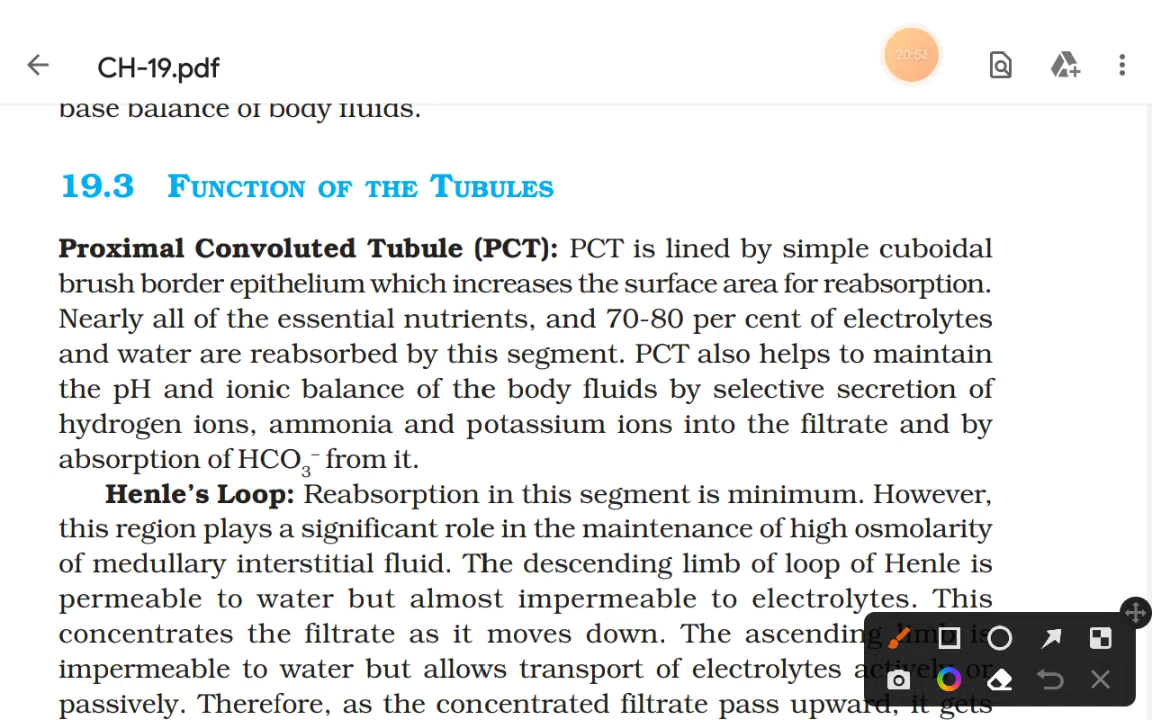 CH-19.pdf
20:54
base balance of body fluids.
19.3 FUNCTION OF THE TUBULES
Proximal Convoluted Tubule (PCT): PCT is lined by simple cuboidal
brush border epithelium which increases the surface area for reabsorption.
Nearly all of the essential nutrients, and 70-80 per cent of electrolytes
and water are reabsorbed by this segment. PCT also helps to maintain
the pH and ionic balance of the body fluids by selective secretion of
hydrogen ions, ammonia and potassium ions into the filtrate and by
absorption of HCO₃⁻ from it.
Henle's Loop: Reabsorption in this segment is minimum. However,
this region plays a significant role in the maintenance of high osmolarity
of medullary interstitial fluid. The descending limb of loop of Henle is
permeable to water but almost impermeable to electrolytes. This
concentrates the filtrate as it moves down. The ascending limb is
impermeable to water but allows transport of electrolytes actively or
passively. Therefore, as the concentrated filtrate pass upward, it gets